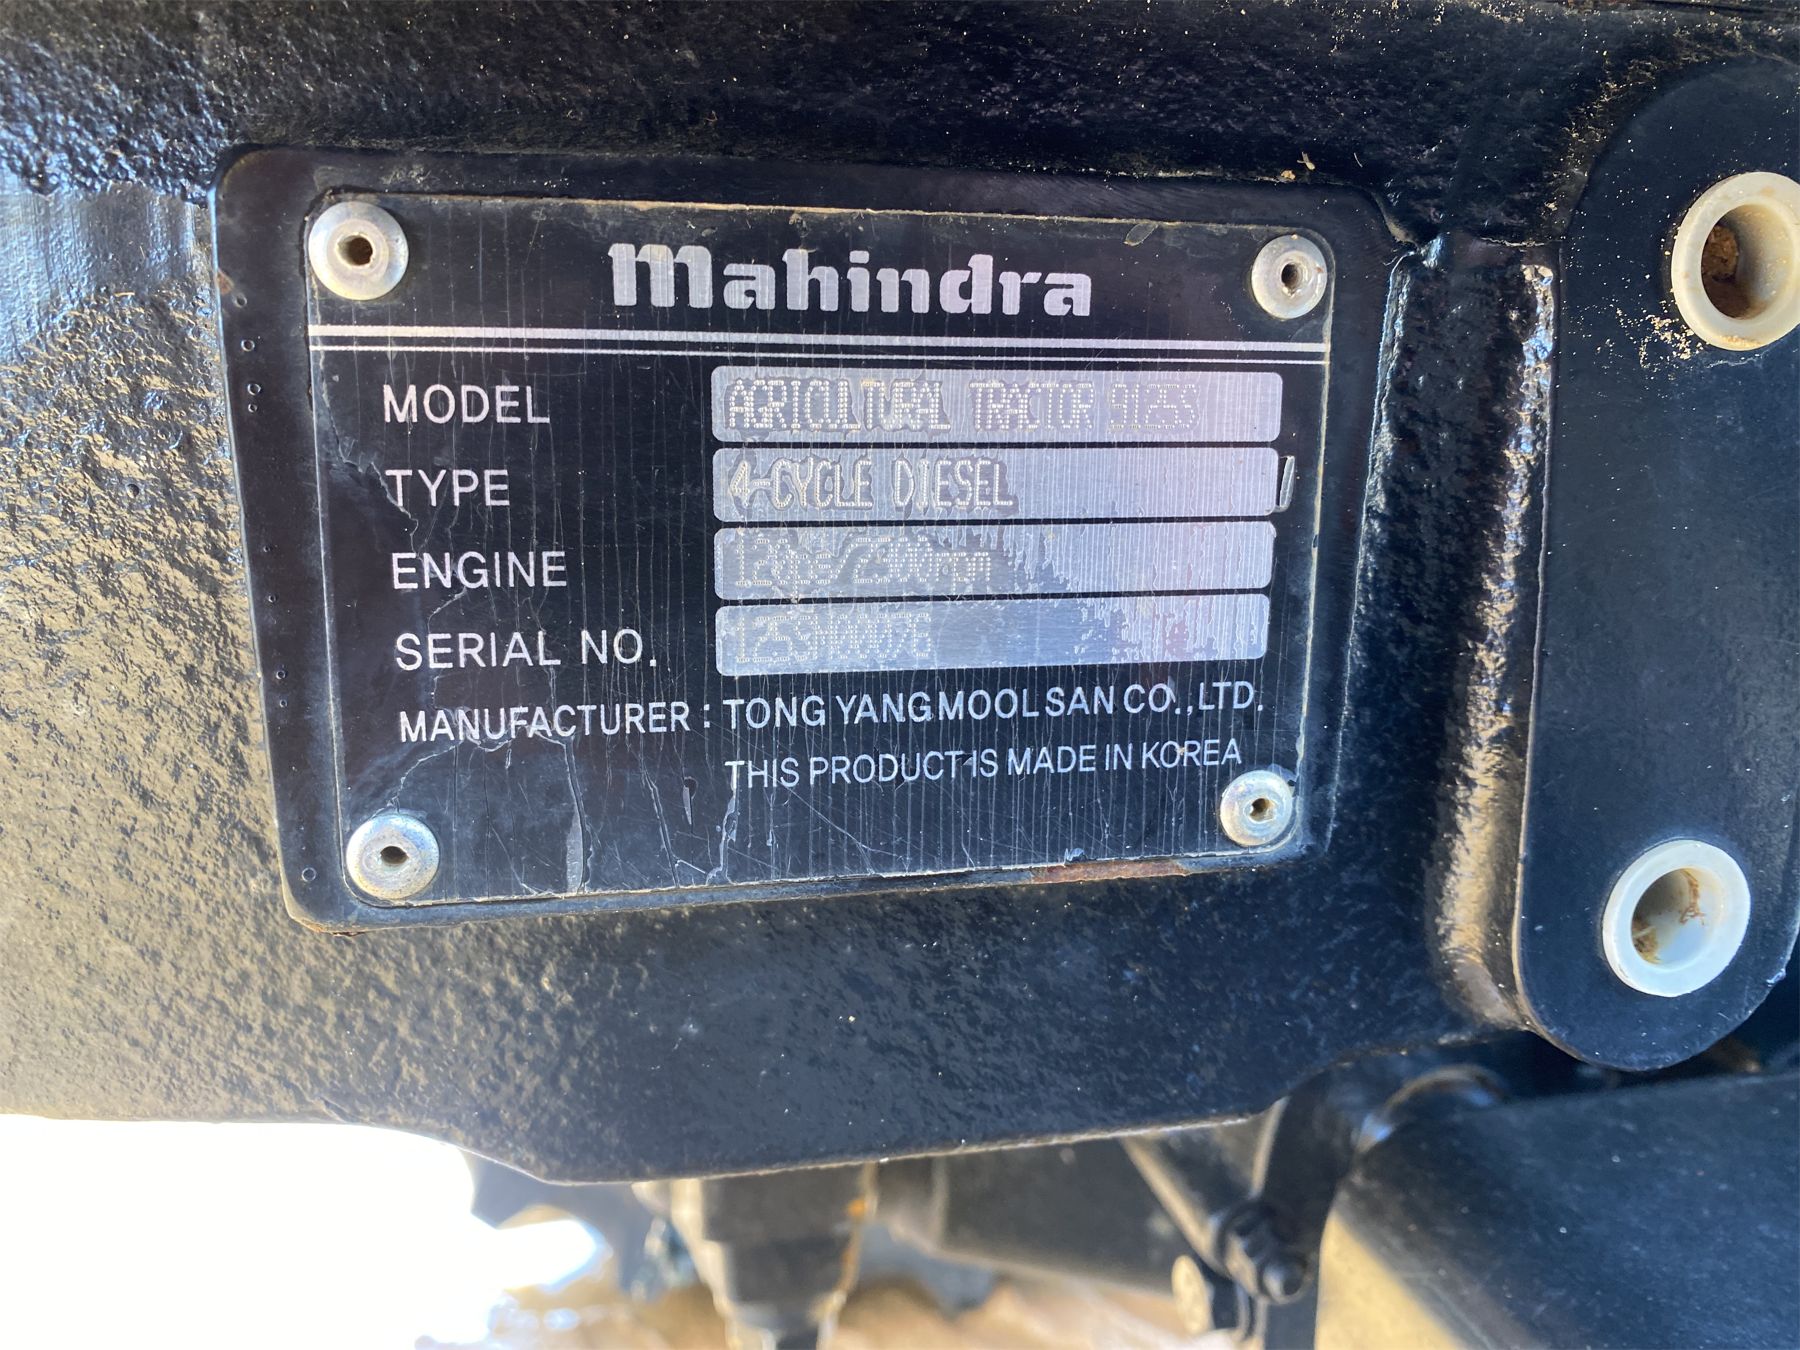 mahindra
MODEL AGRICULTURAL TRACTOR
TYPE 4-CYCLE DIESEL
ENGINE
SERIAL NO.
MANUFACTURER : TONG YANG MOOLSAN CO.,LTD.
THIS PRODUCT IS MADE IN KOREA